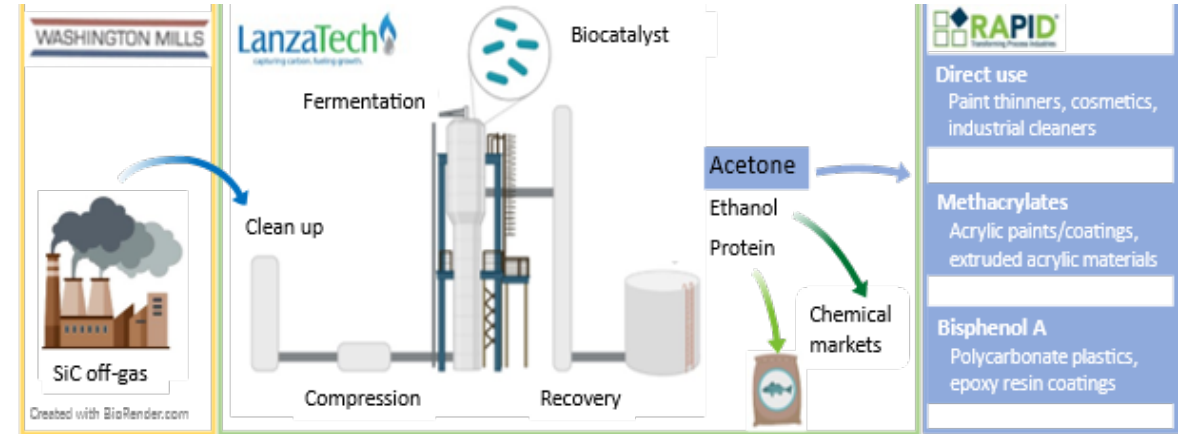 WASHINGTON MILLS
SiC off-gas
Created with BioRender.com
LanzaTech
capturing carbon, fueling growth.
Biocatalyst
Fermentation
Clean up
Compression
Recovery
Acetone
Ethanol
Protein
Chemical
markets
RAPID
Transforming Process Industries
Direct use
Paint thinners, cosmetics,
industrial cleaners
Methacrylates
Acrylic paints/coatings,
extruded acrylic materials
Bisphenol A
Polycarbonate plastics,
epoxy resin coatings